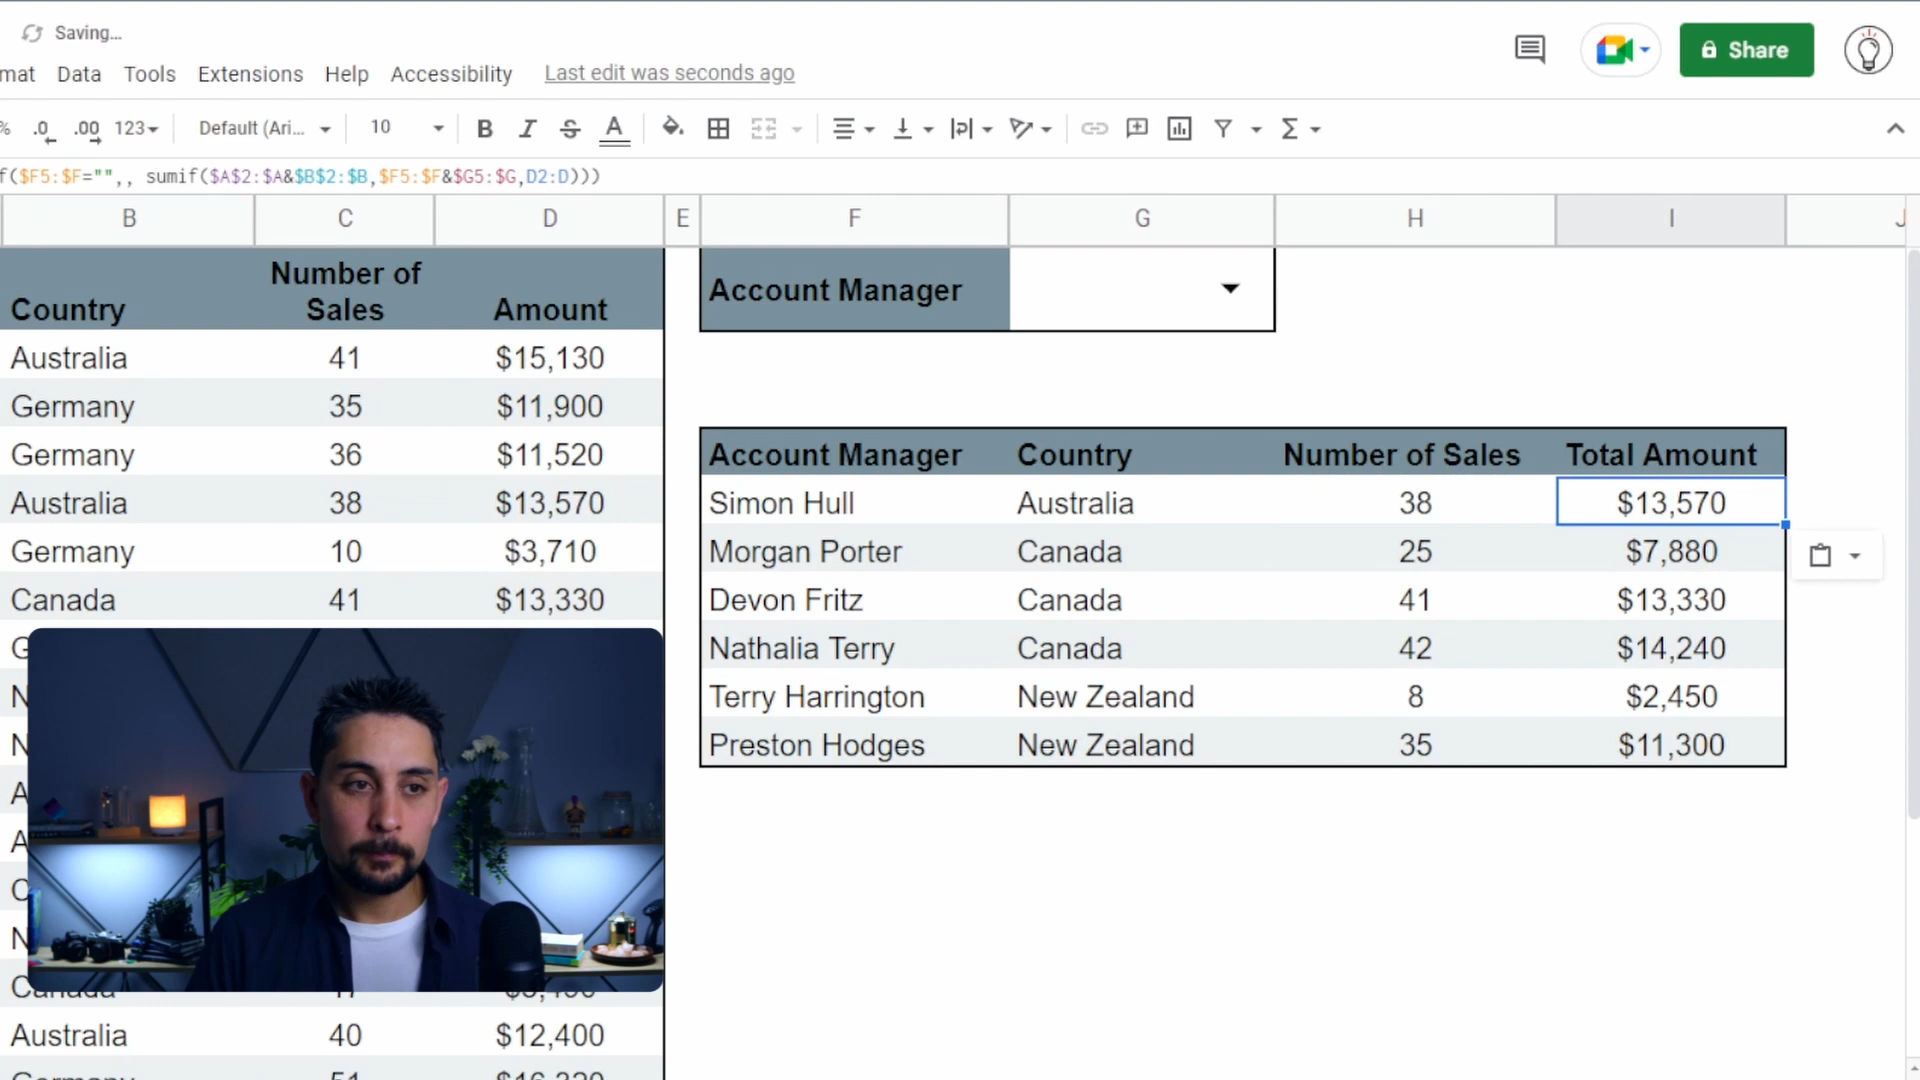 Saving...
Share
mat Data Tools Extensions Help Accessibility Last edit was seconds ago
% .0 .00 123 Default (Ari... 10 B I S A
f($F5:$F="",, sumif($A$2:$A&$B$2:$B,$F5:$F&$G5:$G,D2:D)))
B C D E F G H I J
Country Number of Sales Amount
Account Manager
Australia 41 $15,130
Germany 35 $11,900
Germany 36 $11,520
Account Manager Country Number of Sales Total Amount
Australia 38 $13,570
Simon Hull Australia 38 $13,570
Germany 10 $3,710
Morgan Porter Canada 25 $7,880
Canada 41 $13,330
Devon Fritz Canada 41 $13,330
G
Nathalia Terry Canada 42 $14,240
N
Terry Harrington New Zealand 8 $2,450
N
Preston Hodges New Zealand 35 $11,300
A
A
C
N
Canada
Australia 40 $12,400
Germany 51